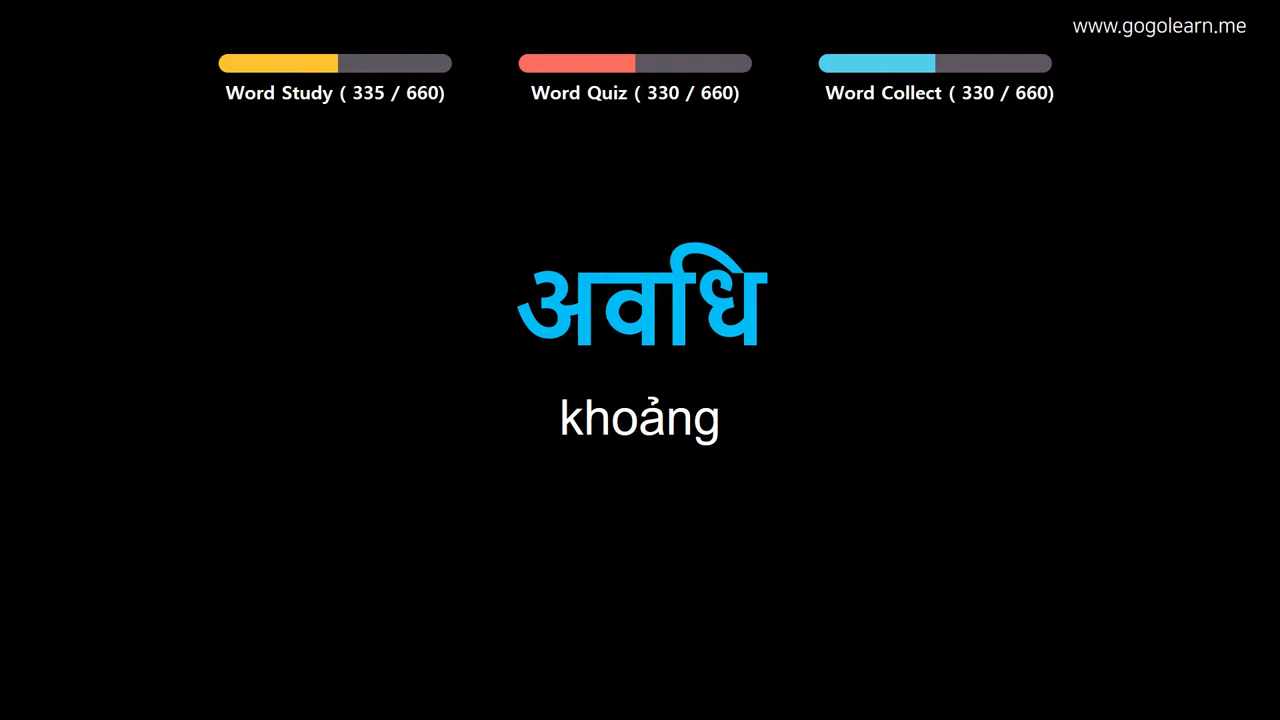 www.gogolearn.me
Word Study ( 335 / 660)
Word Quiz ( 330 / 660)
Word Collect ( 330 / 660)
अवधि
khoảng